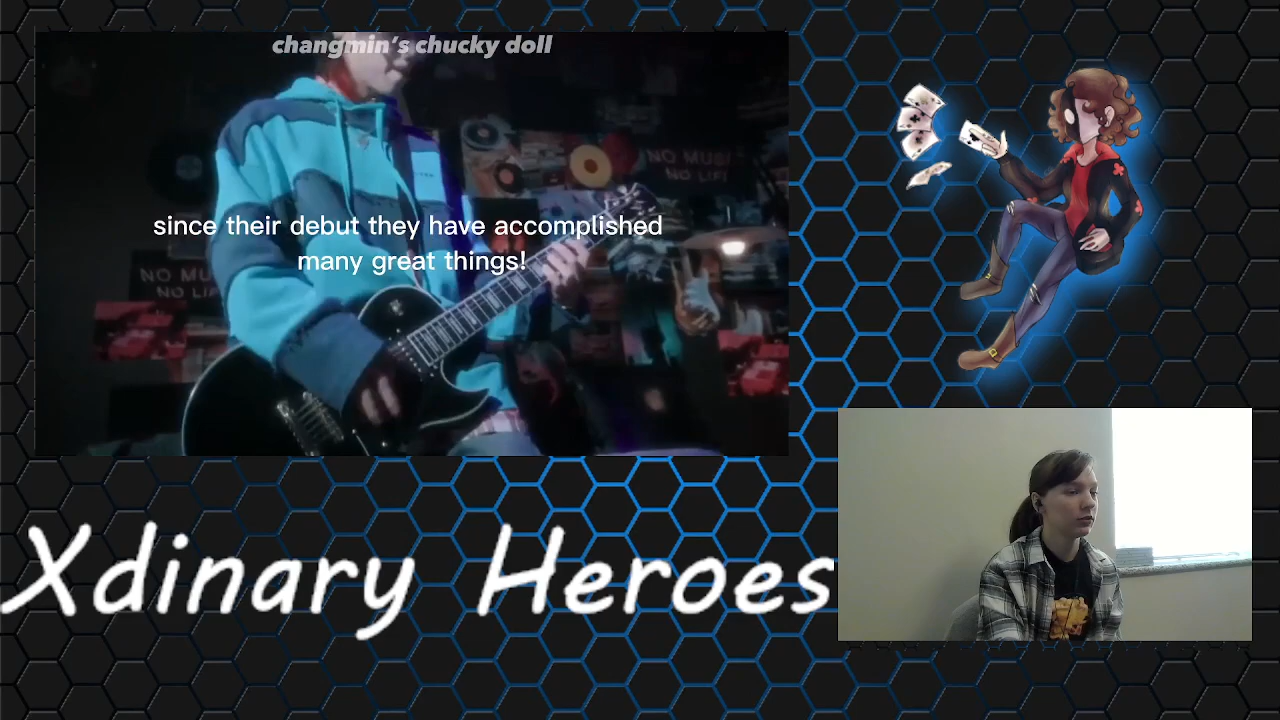 changmin's chucky doll
NO MUSI
NO LIF
since their debut they have accomplished
many great things!
NO MU
NO LIF
Xdinary Heroes